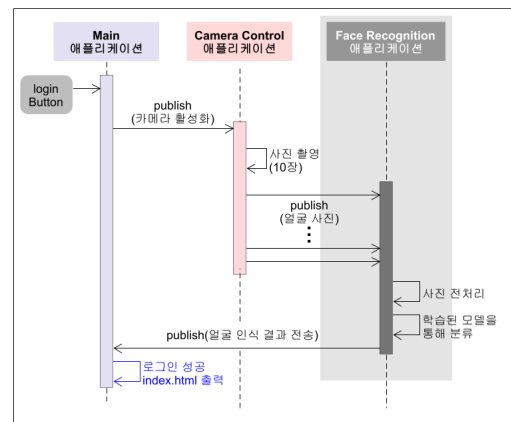 Main
애플리케이션
Camera Control
애플리케이션
Face Recognition
애플리케이션
login
Button
publish
(카메라 활성화)
사진 촬영
(10장)
publish
(얼굴 사진)
사진 전처리
학습된 모델을
통해 분류
publish(얼굴 인식 결과 전송)
로그인 성공
index.html 출력